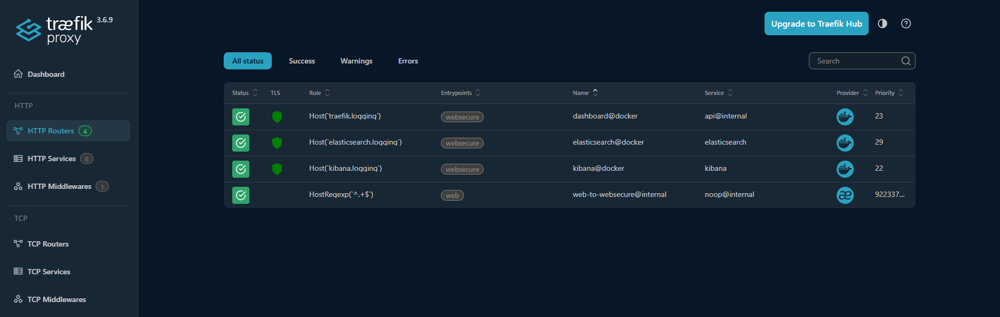 træfik proxy 3.6.9
Upgrade to Traefik Hub
Dashboard
HTTP
HTTP Routers 4
HTTP Services 6
HTTP Middlewares 1
TCP
TCP Routers
TCP Services
TCP Middlewares
All status Success Warnings Errors Search
Status TLS Rule Entrypoints Name Service Provider Priority
Host(`traefik.logging`) websecure dashboard@docker api@internal 23
Host(`elasticsearch.logging`) websecure elasticsearch@docker elasticsearch 29
Host(`kibana.logging`) websecure kibana@docker kibana 22
HostRegexp(`^.+$`) web web-to-websecure@internal noop@internal 922337...